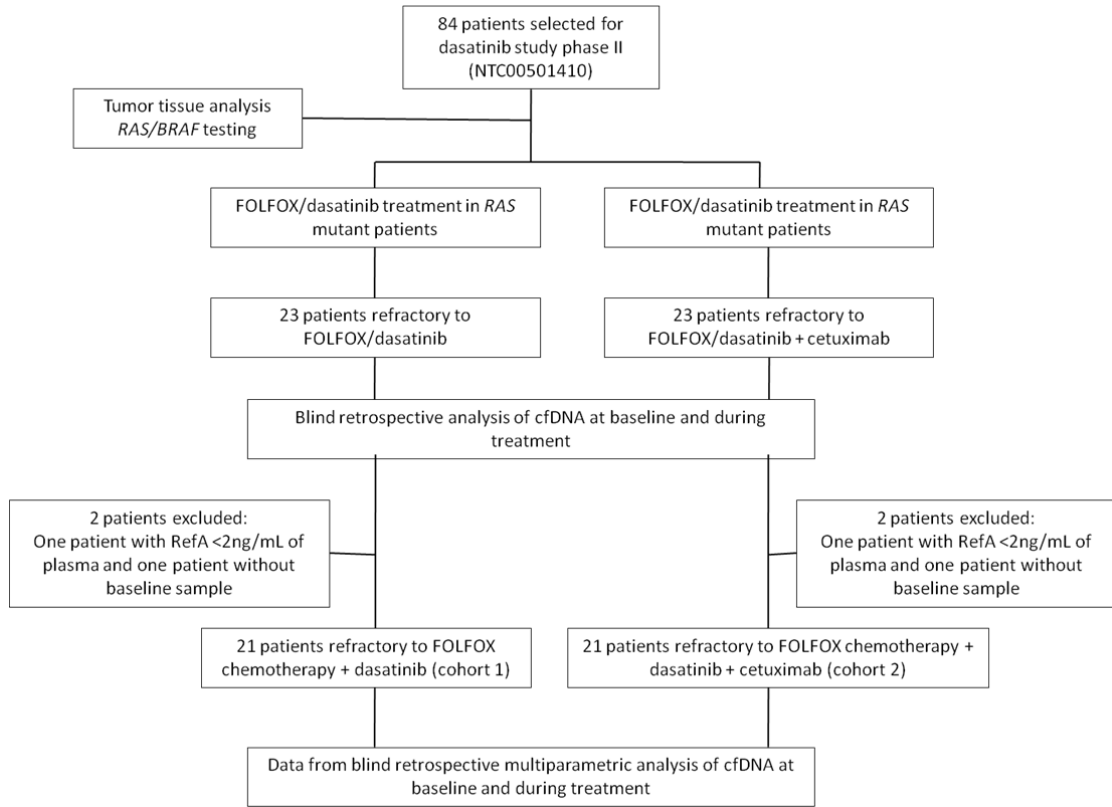 84 patients selected for
dasatinib study phase II
(NTC00501410)
Tumor tissue analysis
RAS/BRAF testing
FOLFOX/dasatinib treatment in RAS
mutant patients
FOLFOX/dasatinib treatment in RAS
mutant patients
23 patients refractory to
FOLFOX/dasatinib
23 patients refractory to
FOLFOX/dasatinib + cetuximab
Blind retrospective analysis of cfDNA at baseline and during
treatment
2 patients excluded:
One patient with RefA <2ng/mL of
plasma and one patient without
baseline sample
2 patients excluded:
One patient with RefA <2ng/mL of
plasma and one patient without
baseline sample
21 patients refractory to FOLFOX
chemotherapy + dasatinib (cohort 1)
21 patients refractory to FOLFOX chemotherapy +
dasatinib + cetuximab (cohort 2)
Data from blind retrospective multiparametric analysis of cfDNA at
baseline and during treatment